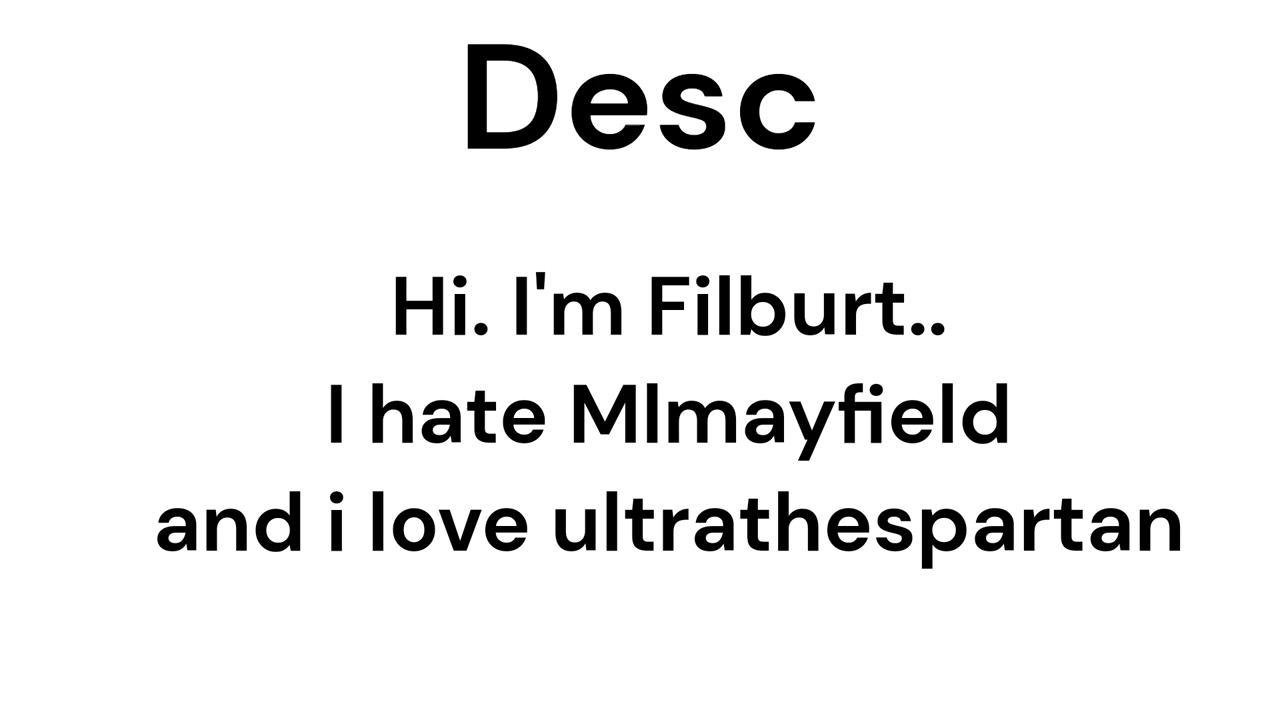 Desc
Hi. I'm Filburt..
I hate Mlmayfield
and i love ultrathespartan